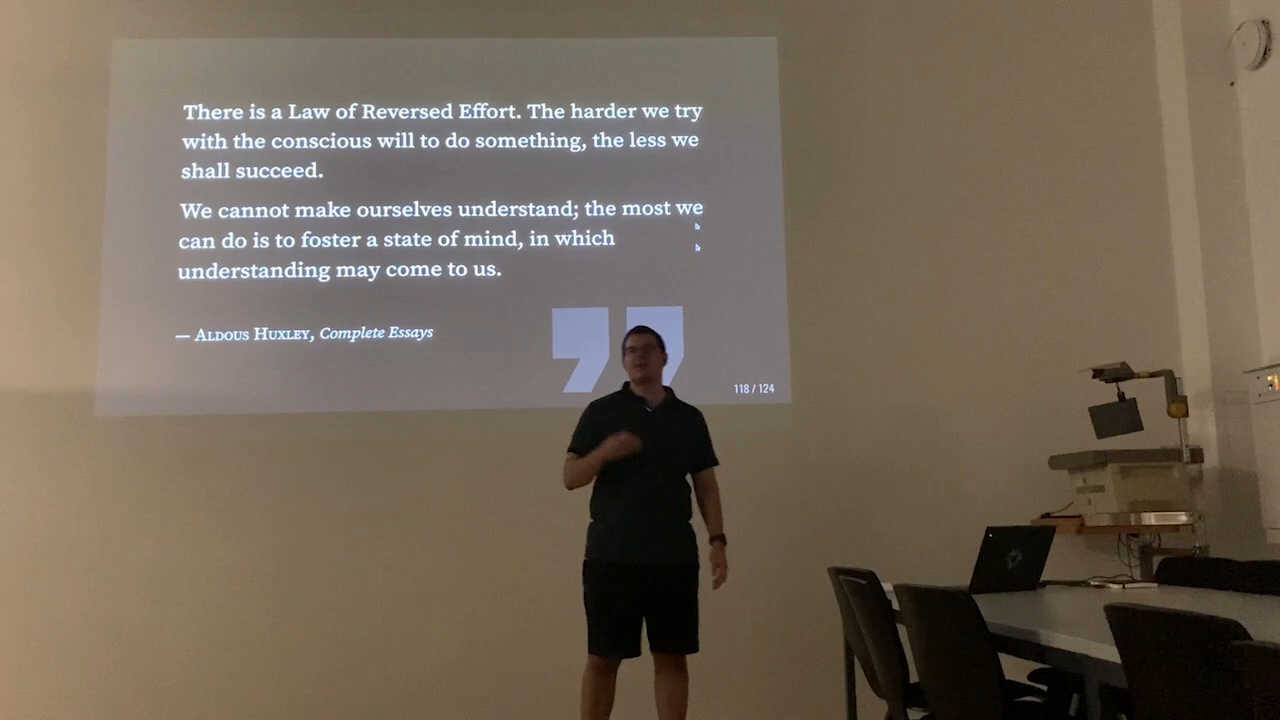 There is a Law of Reversed Effort. The harder we try
with the conscious will to do something, the less we
shall succeed.
We cannot make ourselves understand; the most we
can do is to foster a state of mind, in which
understanding may come to us.
— Aldous Huxley, Complete Essays
”
118 / 124